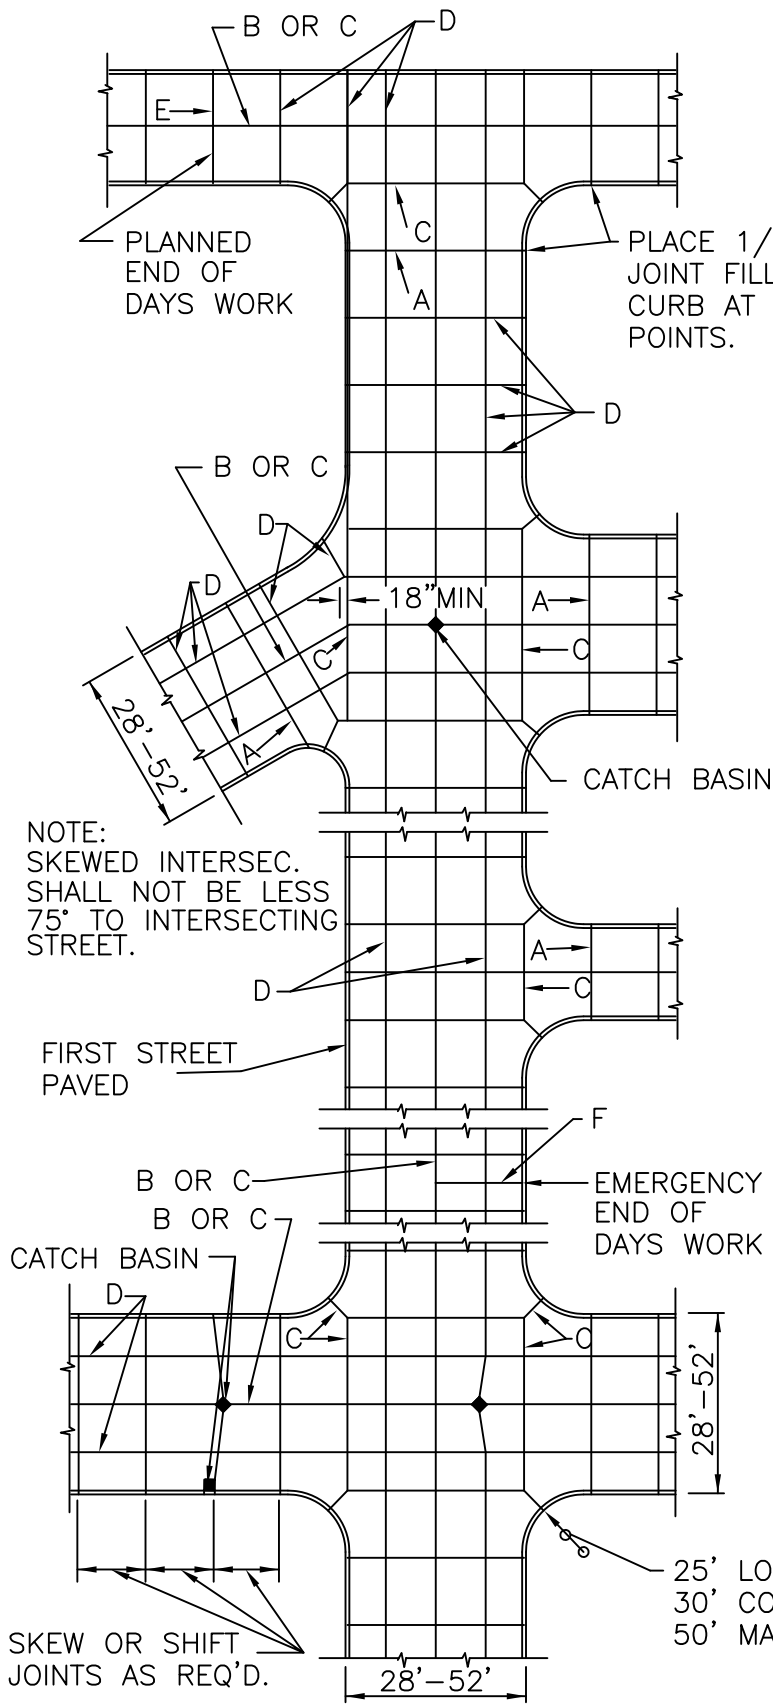 B OR C
D
E
PLANNED
END OF
DAYS WORK
C
A
PLACE 1/
JOINT FILL
CURB AT
POINTS.
D
B OR C
D
D
18"MIN
A
C
C
28'-52'
A
CATCH BASIN
NOTE:
SKEWED INTERSEC.
SHALL NOT BE LESS
75° TO INTERSECTING
STREET.
A
D
C
FIRST STREET
PAVED
F
B OR C
EMERGENCY
END OF
DAYS WORK
B OR C
CATCH BASIN
D
C
C
28'-52'
25' LO
30' CO
50' MA
SKEW OR SHIFT
JOINTS AS REQ'D.
28'-52'